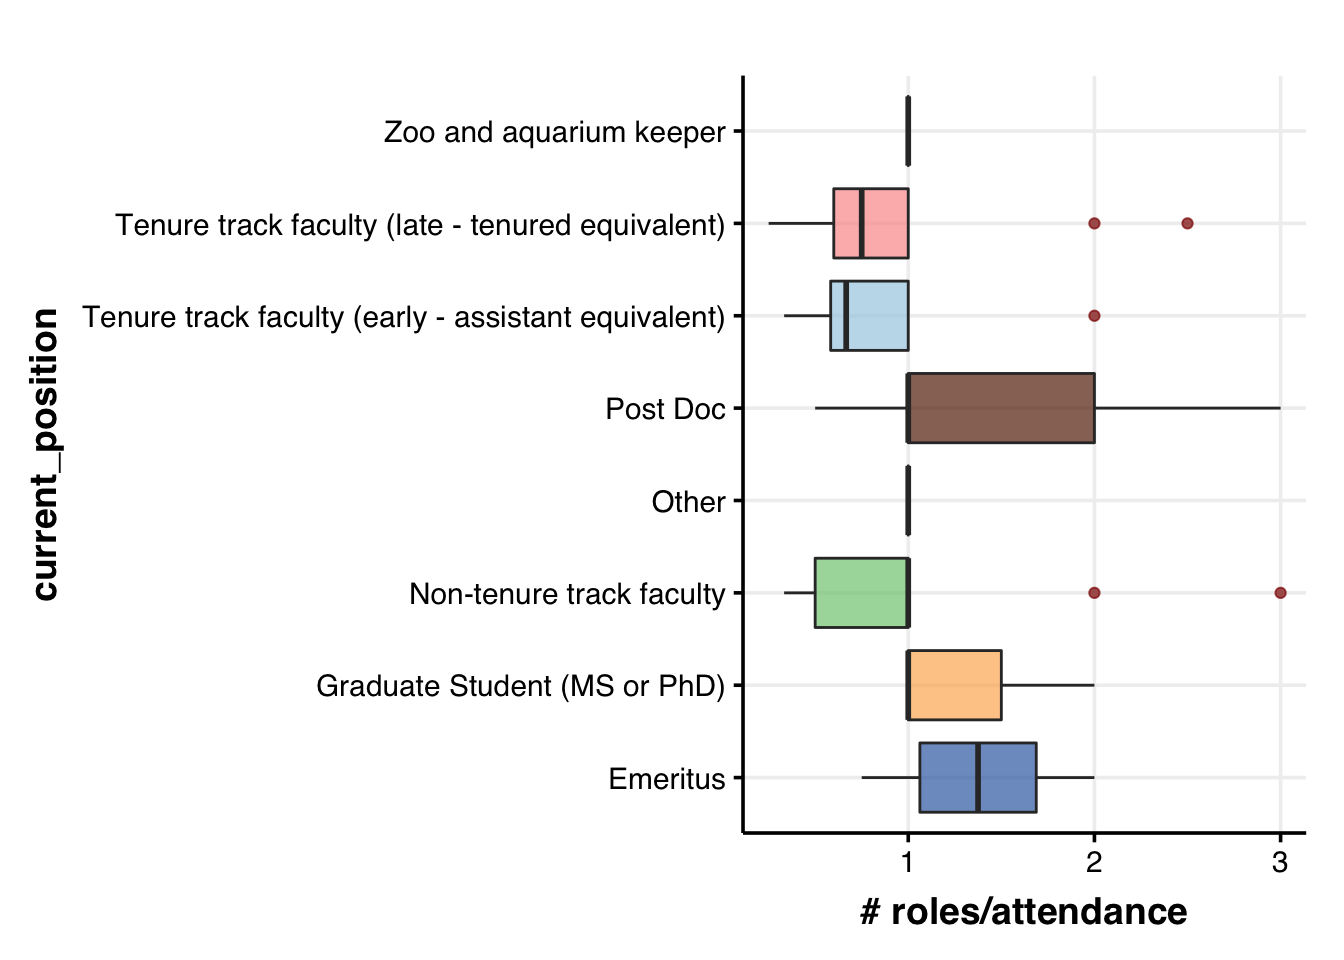 Zoo and aquarium keeper
Tenure track faculty (late - tenured equivalent)
Tenure track faculty (early - assistant equivalent)
Post Doc
Other
Non-tenure track faculty
Graduate Student (MS or PhD)
Emeritus
current_position
1 2 3
# roles/attendance